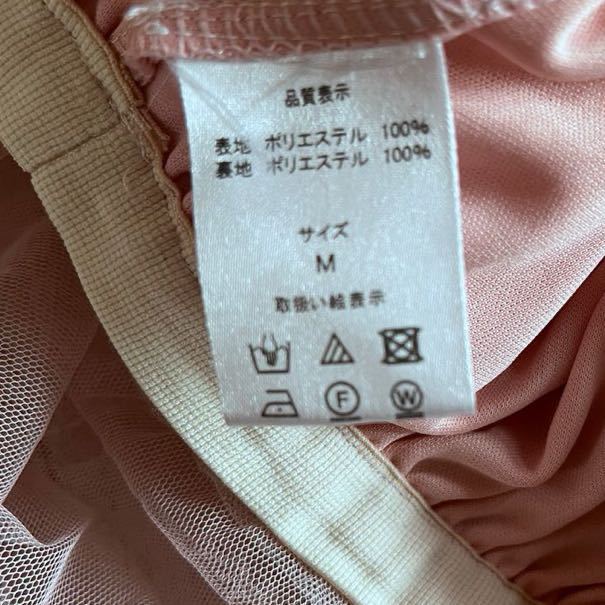 品質表示
表地 ポリエステル 100%
裏地 ポリエステル 100%
サイズ
M
取扱い絵表示
F W